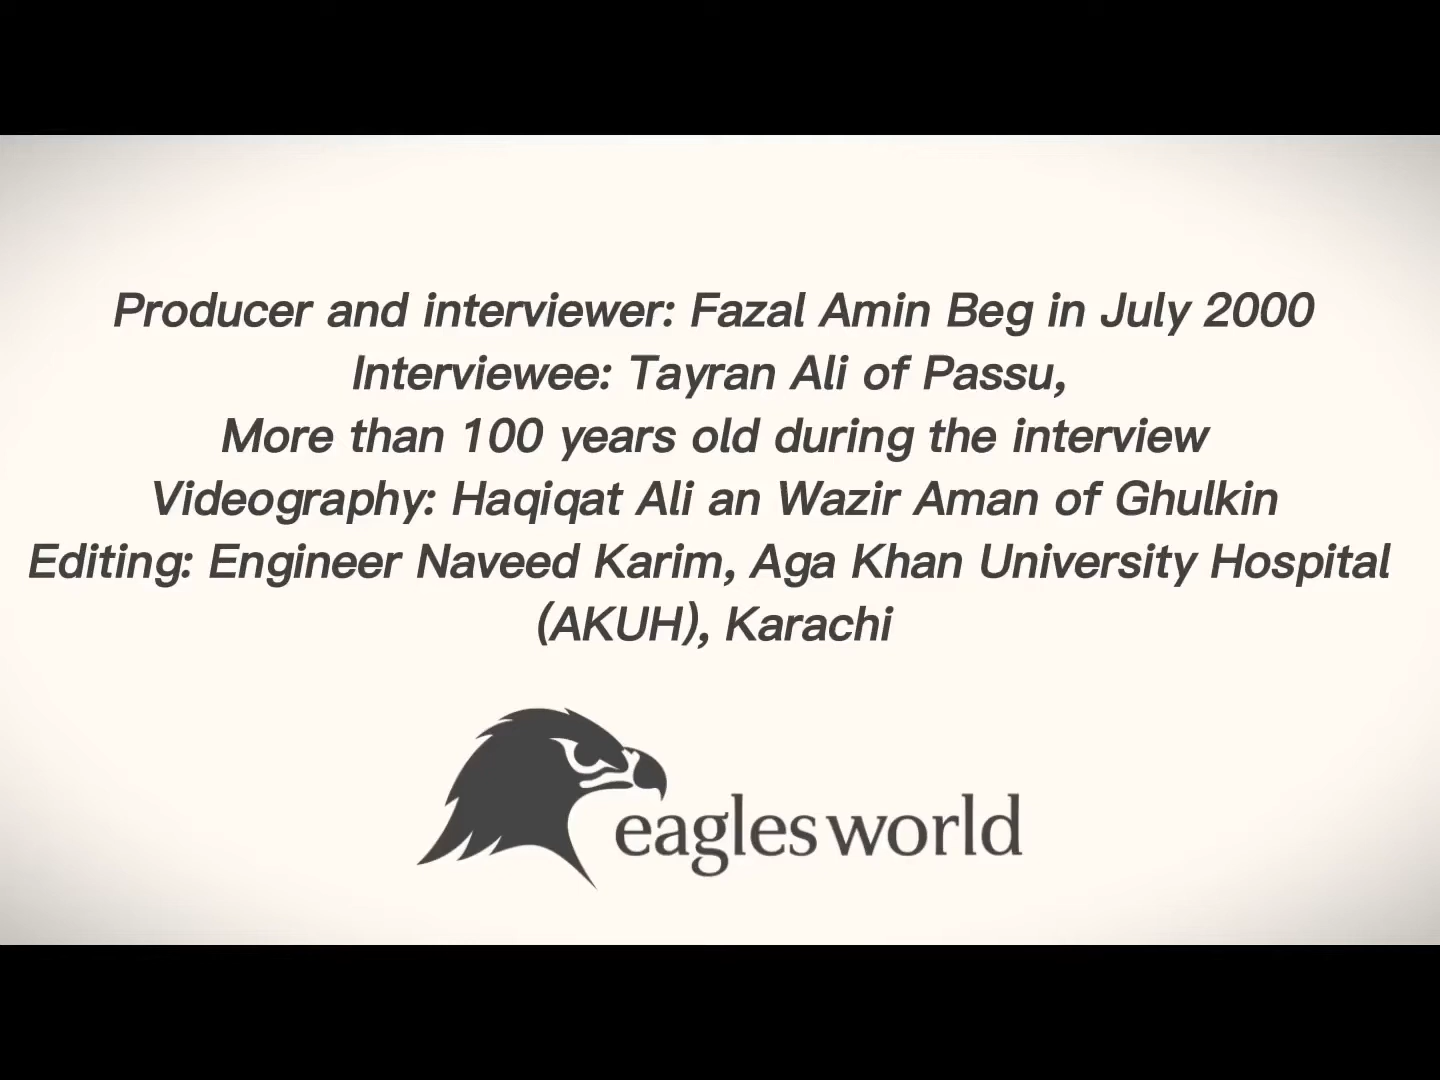 Producer and interviewer: Fazal Amin Beg in July 2000
Interviewee: Tayran Ali of Passu,
More than 100 years old during the interview
Videography: Haqiqat Ali an Wazir Aman of Ghulkin
Editing: Engineer Naveed Karim, Aga Khan University Hospital
(AKUH), Karachi
eagles world